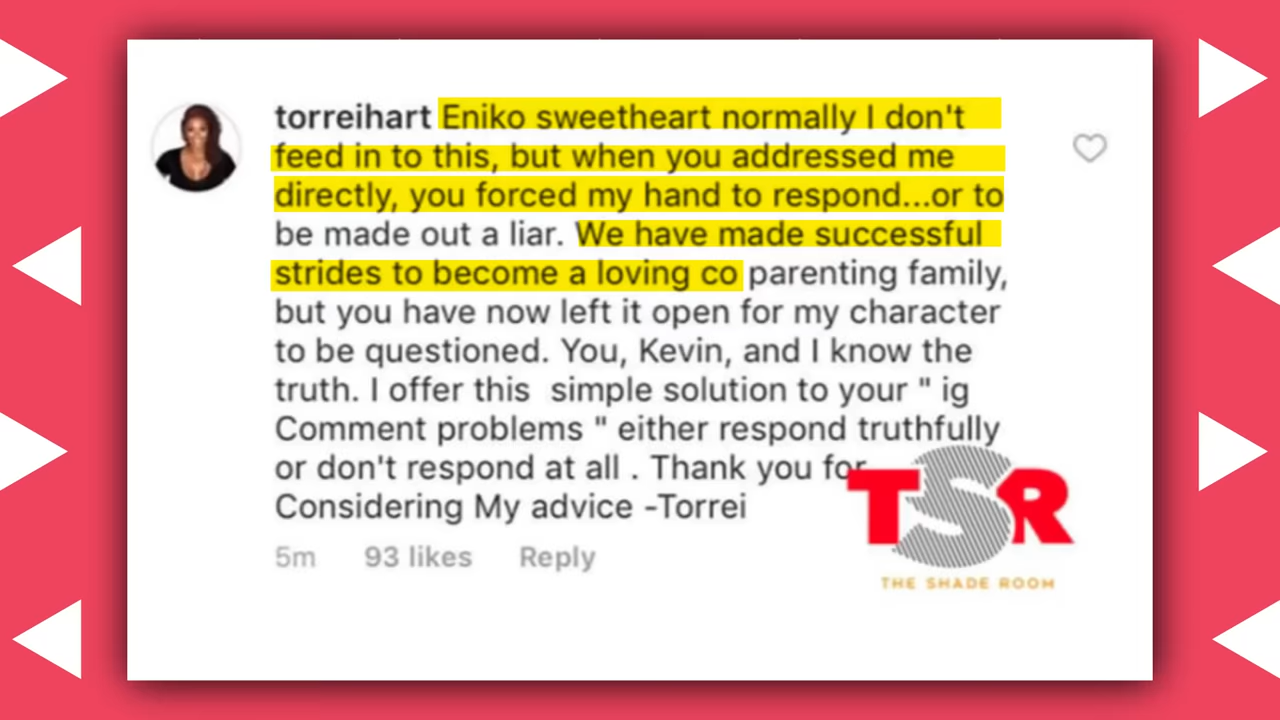 torreihart Eniko sweetheart normally I don't
feed in to this, but when you addressed me
directly, you forced my hand to respond...or to
be made out a liar. We have made successful
strides to become a loving co parenting family,
but you have now left it open for my character
to be questioned. You, Kevin, and I know the
truth. I offer this  simple solution to your " ig
Comment problems " either respond truthfully
or don't respond at all . Thank you for
Considering My advice -Torrei
5m 93 likes Reply
TSR
THE SHADE ROOM